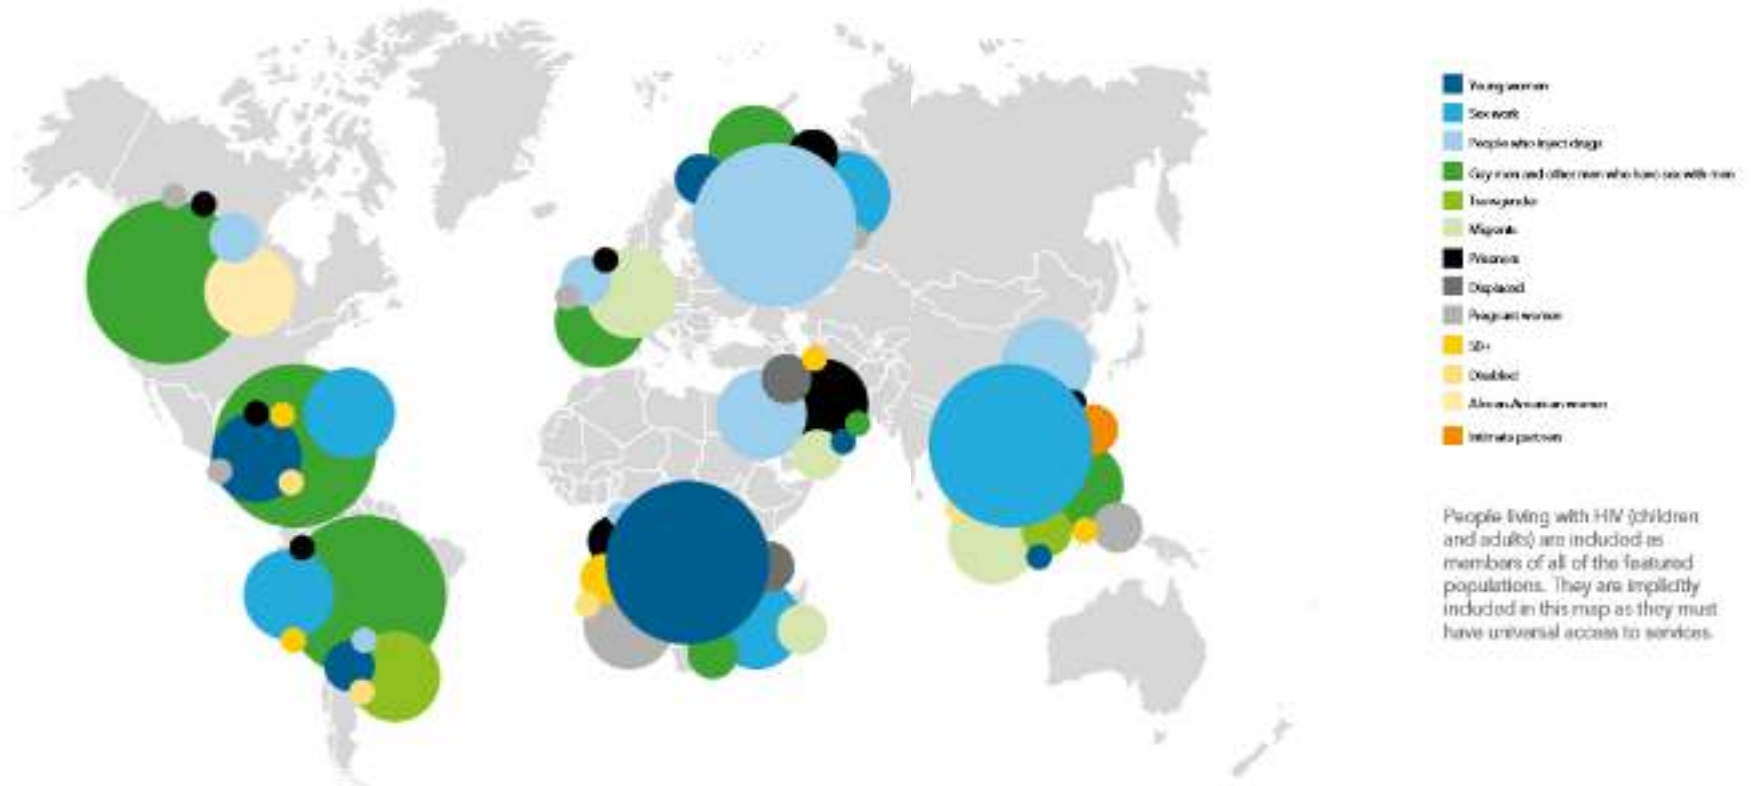 Young women
Sex work
People who inject drugs
Gay men and other men who have sex with men
Transgender
Migrants
Prisoners
Displaced
Pregnant women
50+
Disabled
African-American women
Intimate partners
People living with HIV (children
and adults) are included as
members of all of the featured
populations. They are implicitly
included in this map as they must
have universal access to services.